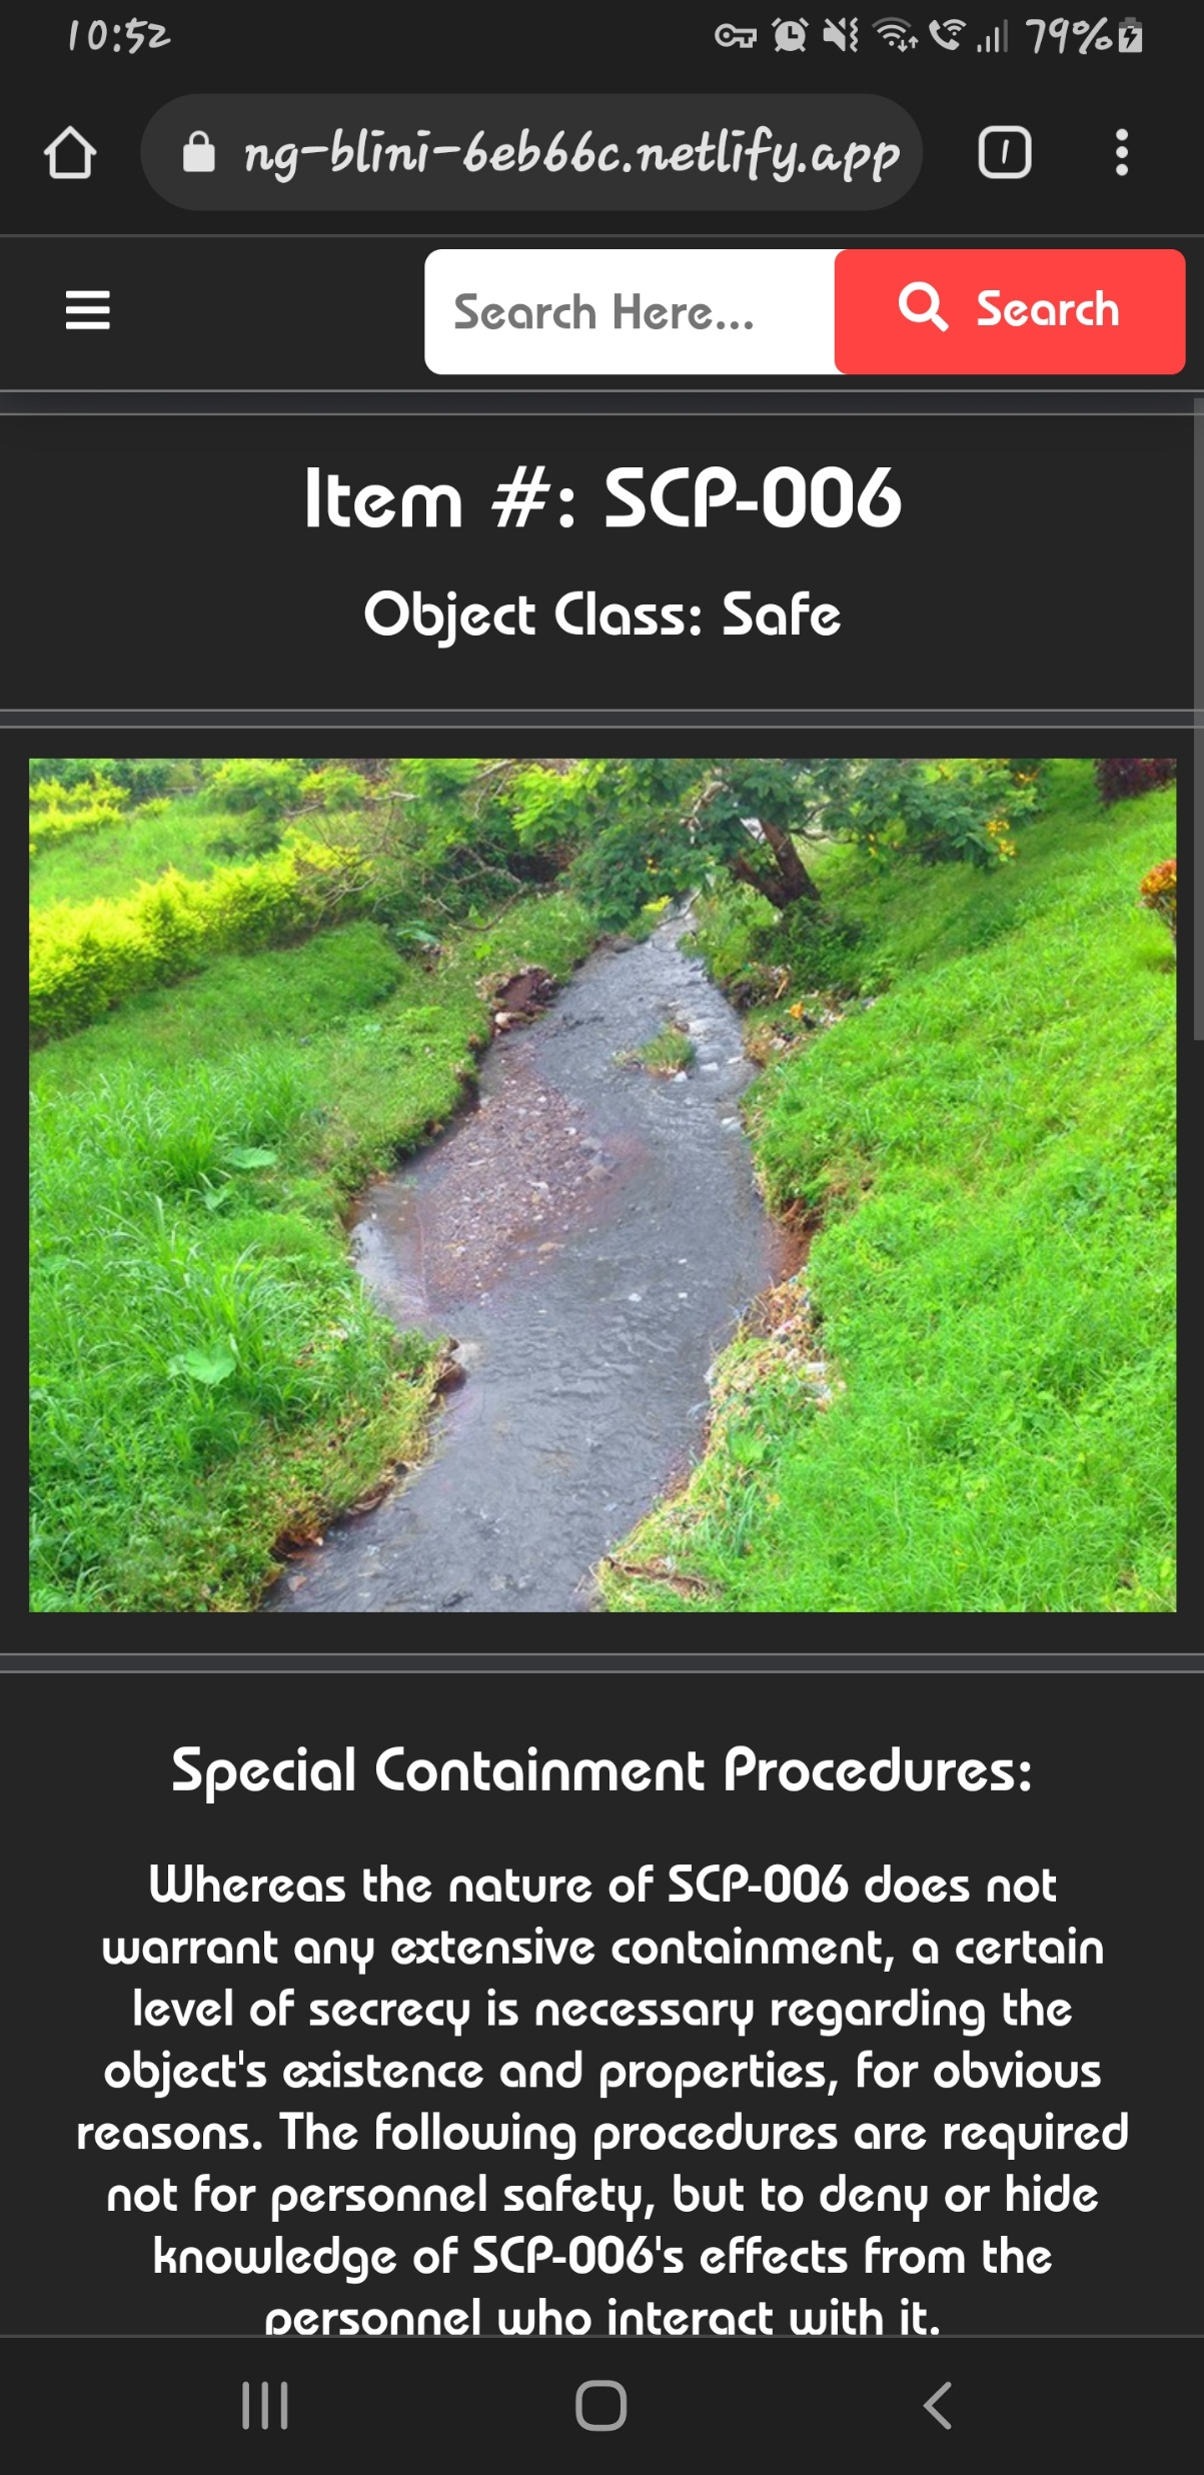 10:52
79%
ng-blini-6eb66c.netlify.app
1
Search Here...
Search
Item #: SCP-006
Object Class: Safe
Special Containment Procedures:
Whereas the nature of SCP-006 does not
warrant any extensive containment, a certain
level of secrecy is necessary regarding the
object's existence and properties, for obvious
reasons. The following procedures are required
not for personnel safety, but to deny or hide
knowledge of SCP-006's effects from the
personnel who interact with it.